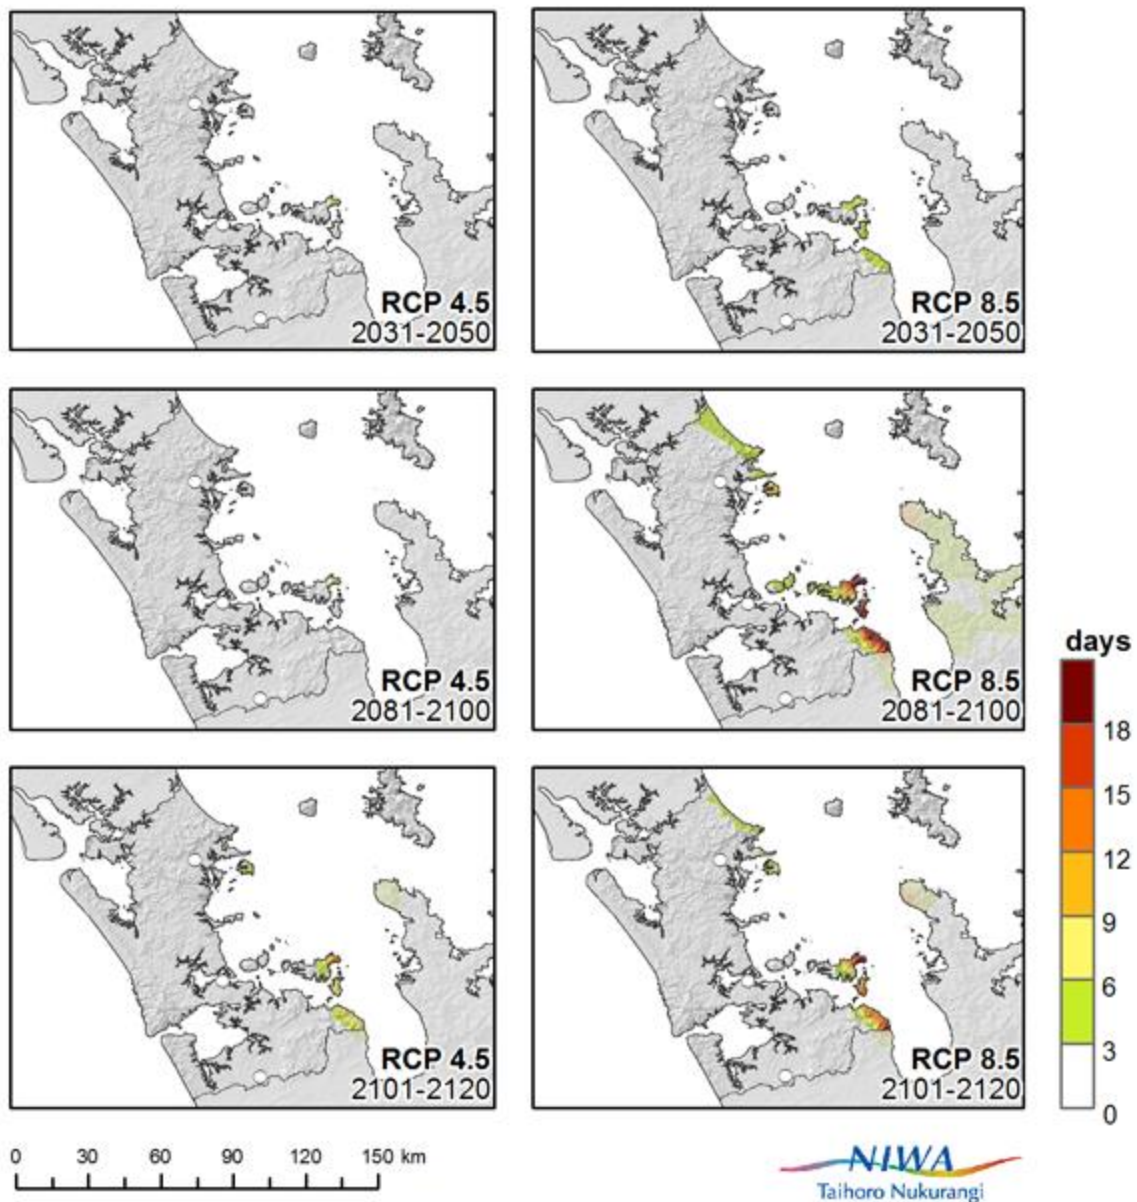 RCP 4.5
2031-2050
RCP 8.5
2031-2050
RCP 4.5
2081-2100
RCP 8.5
2081-2100
days
18
15
12
9
6
3
0
RCP 4.5
2101-2120
RCP 8.5
2101-2120
0 30 60 90 120 150 km
NIWA
Taihoro Nukurangi